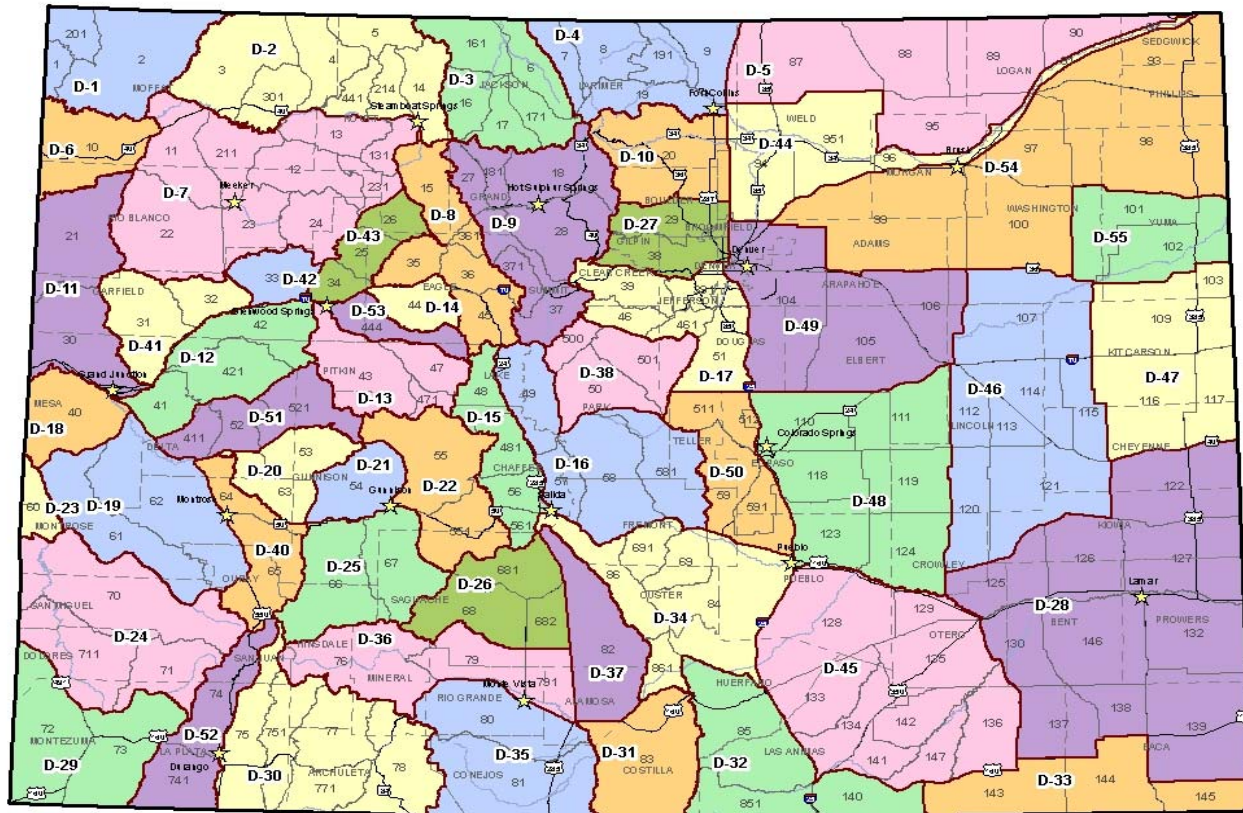 201
1
2
D-1
MOFFAT
D-2
3
4
5
301
441
214
14
Steamboat Springs
D-3
161
6
JACKSON
16
17
171
D-4
7
8
191
9
LARIMER
19
Fort Collins
D-5
87
88
89
90
LOGAN
95
SEDGWICK
93
PHILLIPS
97
98
D-6
10
D-7
11
211
13
12
131
231
Meeker
RIO BLANCO
22
23
24
D-43
26
25
34
D-8
15
361
35
36
EAGLE
45
D-9
27
181
18
GRAND
Hot Sulphur Springs
28
371
SUMMIT
37
D-10
20
BOULDER
D-27
29
BROOMFIELD
GILPIN
38
DENVER
Denver
D-44
WELD
951
94
96
MORGAN
Brush
D-54
99
ADAMS
WASHINGTON
100
D-55
101
YUMA
102
D-11
21
30
GARFIELD
D-42
33
D-41
32
31
Glenwood Springs
D-53
444
D-14
44
CLEAR CREEK
39
46
JEFFERSON
461
DOUGLAS
51
D-17
D-49
104
ARAPAHOE
106
105
ELBERT
D-12
42
421
41
Grand Junction
D-13
PITKIN
43
47
471
D-15
LAKE
48
49
481
CHAFFEE
56
561
D-38
500
501
50
PARK
D-46
107
114
112
LINCOLN
113
115
121
120
D-47
103
109
KIT CARSON
116
117
CHEYENNE
D-18
MESA
40
D-51
521
52
411
DELTA
D-20
53
GUNNISON
63
D-21
54
Gunnison
D-22
55
551
D-16
57
58
581
Salida
FREMONT
D-50
511
512
TELLER
59
591
D-48
110
111
Colorado Springs
EL PASO
118
119
123
124
CROWLEY
D-23
60
MONTROSE
D-19
62
61
Montrose
64
D-40
65
OURAY
D-25
66
67
D-26
681
SAGUACHE
68
682
D-34
691
69
86
CUSTER
84
861
Pueblo
PUEBLO
D-28
122
KIOWA
126
127
125
Lamar
BENT
PROWERS
130
146
132
137
138
139
BACA
D-24
SAN MIGUEL
70
711
71
DOLORES
SAN JUAN
D-36
HINSDALE
76
MINERAL
79
791
Monte Vista
D-37
82
ALAMOSA
D-45
128
129
OTERO
135
133
134
142
136
141
147
D-29
72
MONTEZUMA
73
D-52
74
LA PLATA
Durango
741
D-30
75
751
77
ARCHULETA
771
78
D-35
RIO GRANDE
80
CONEJOS
81
D-31
83
COSTILLA
D-32
HUERFANO
85
LAS ANIMAS
851
140
D-33
143
144
145